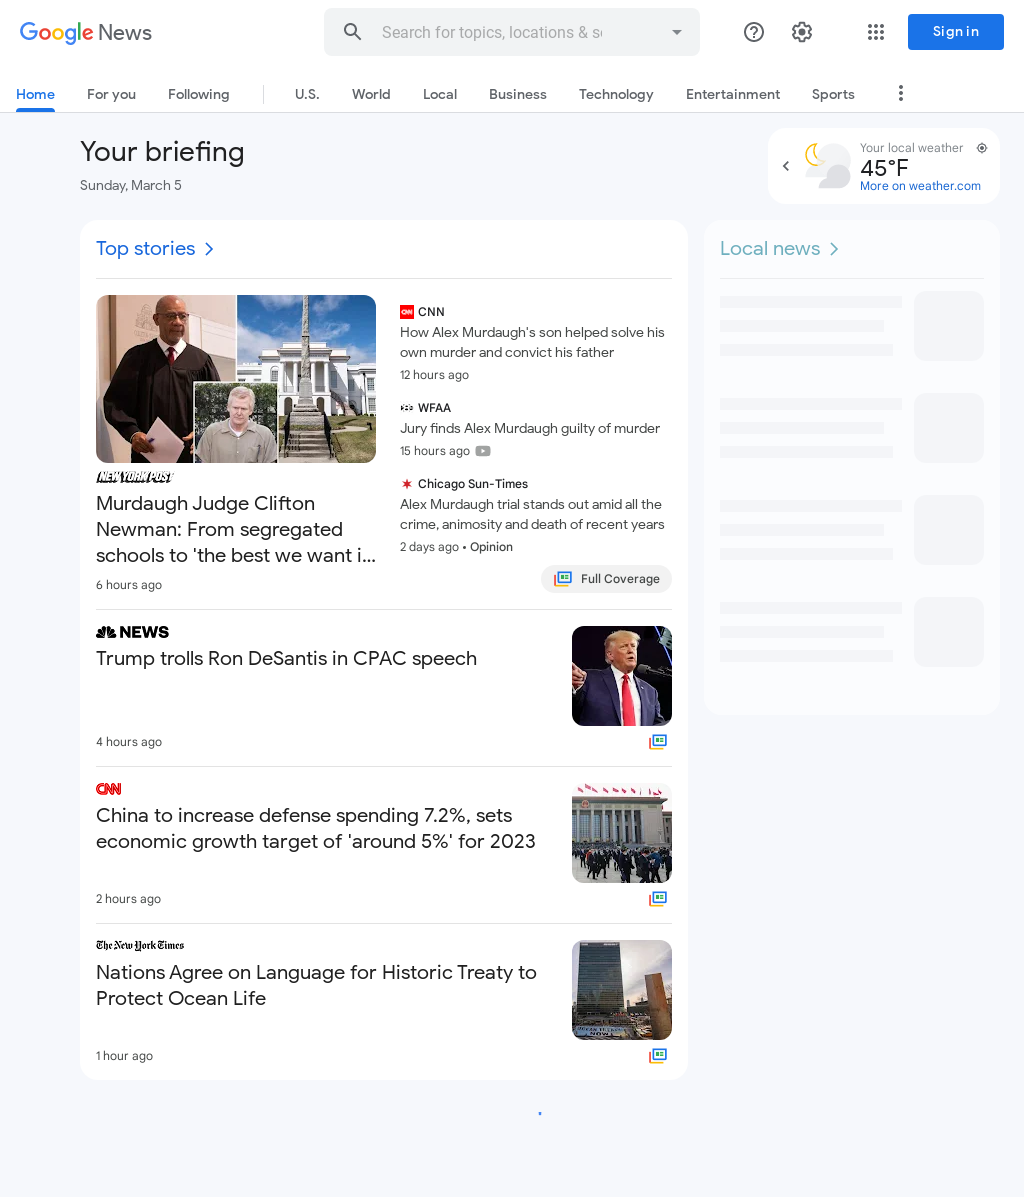 Google News
Search for topics, locations & so
Sign in
Home
For you
Following
U.S.
World
Local
Business
Technology
Entertainment
Sports
Your briefing
Sunday, March 5
Your local weather
45°F
More on weather.com
Top stories
Local news
NEW YORK POST
Murdaugh Judge Clifton
Newman: From segregated
schools to 'the best we want i...
6 hours ago
CNN
CNN
How Alex Murdaugh's son helped solve his
own murder and convict his father
12 hours ago
WFAA
Jury finds Alex Murdaugh guilty of murder
15 hours ago
Chicago Sun-Times
Alex Murdaugh trial stands out amid all the
crime, animosity and death of recent years
2 days ago • Opinion
Full Coverage
NEWS
Trump trolls Ron DeSantis in CPAC speech
4 hours ago
CNN
China to increase defense spending 7.2%, sets
economic growth target of 'around 5%' for 2023
2 hours ago
The New York Times
Nations Agree on Language for Historic Treaty to
Protect Ocean Life
NOW!
1 hour ago